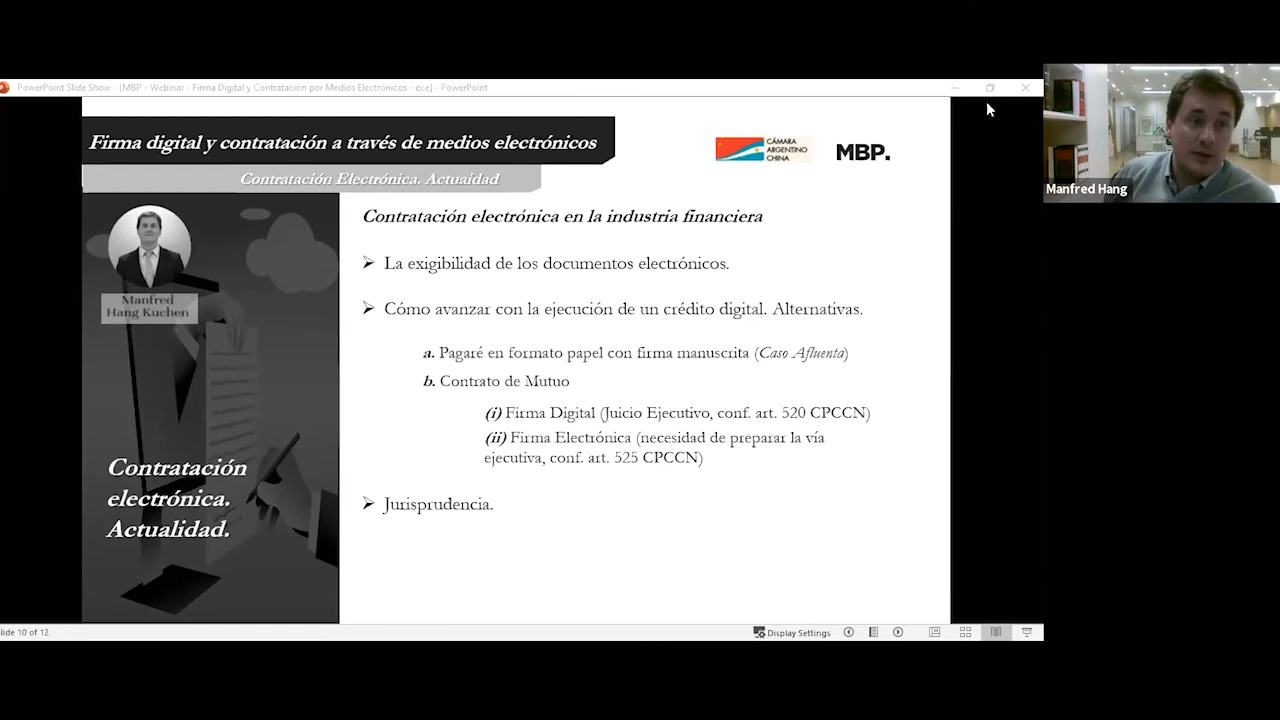 PowerPoint Slide Show - [MBP - Webinar - Firma Digital y Contratación por Medios Electrónicos - exe] - PowerPoint
Firma digital y contratación a través de medios electrónicos
Contratación Electrónica. Actuaídad
CÁMARA
ARGENTINO
CHINA
MBP.
Manfred Hang
Manfred
Hang Kuchen
Contratación
electrónica.
Actualidad.
Contratación electrónica en la industria financiera
➢ La exigibilidad de los documentos electrónicos.
➢ Cómo avanzar con la ejecución de un crédito digital. Alternativas.
a. Pagaré en formato papel con firma manuscrita (Caso Afluenta)
b. Contrato de Mutuo
(i) Firma Digital (Juicio Ejecutivo, conf. art. 520 CPCCN)
(ii) Firma Electrónica (necesidad de preparar la vía
ejecutiva, conf. art. 525 CPCCN)
➢ Jurisprudencia.
lide 10 of 12
Display Settings